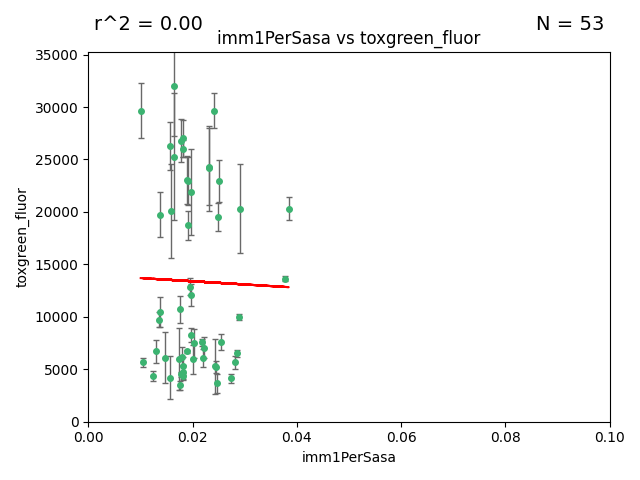 r^2 = 0.00
N = 53
imm1PerSasa vs toxgreen_fluor
35000
30000
25000
20000
15000
10000
5000
0
toxgreen_fluor
0.00
0.02
0.04
0.06
0.08
0.10
imm1PerSasa